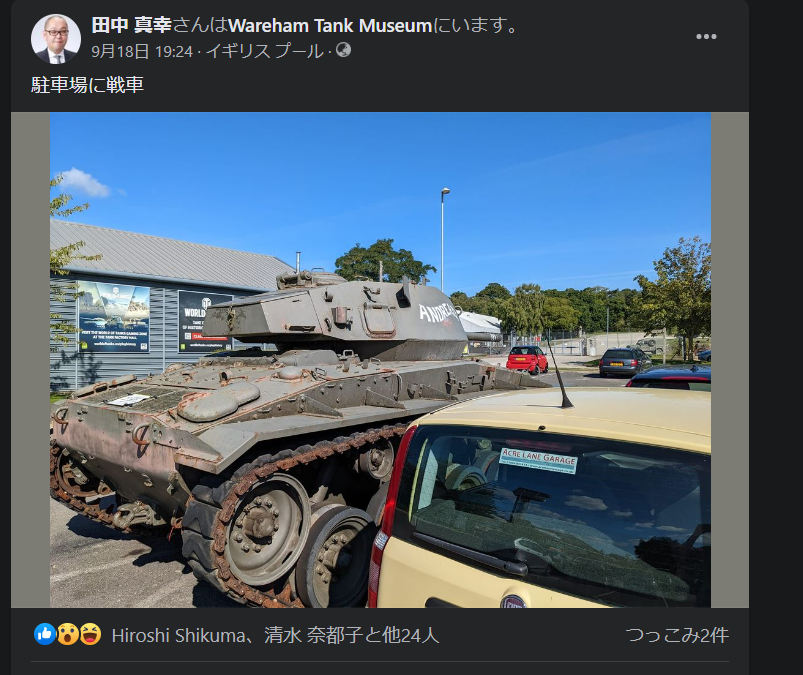 田中 真幸さんはWareham Tank Museumにいます。
9月18日 19:24 · イギリス プール ·
駐車場に戦車
WORLD
ANDREA
ACRE LANE GARAGE
Hiroshi Shikuma、清水 奈都子と他24人
つっこみ2件